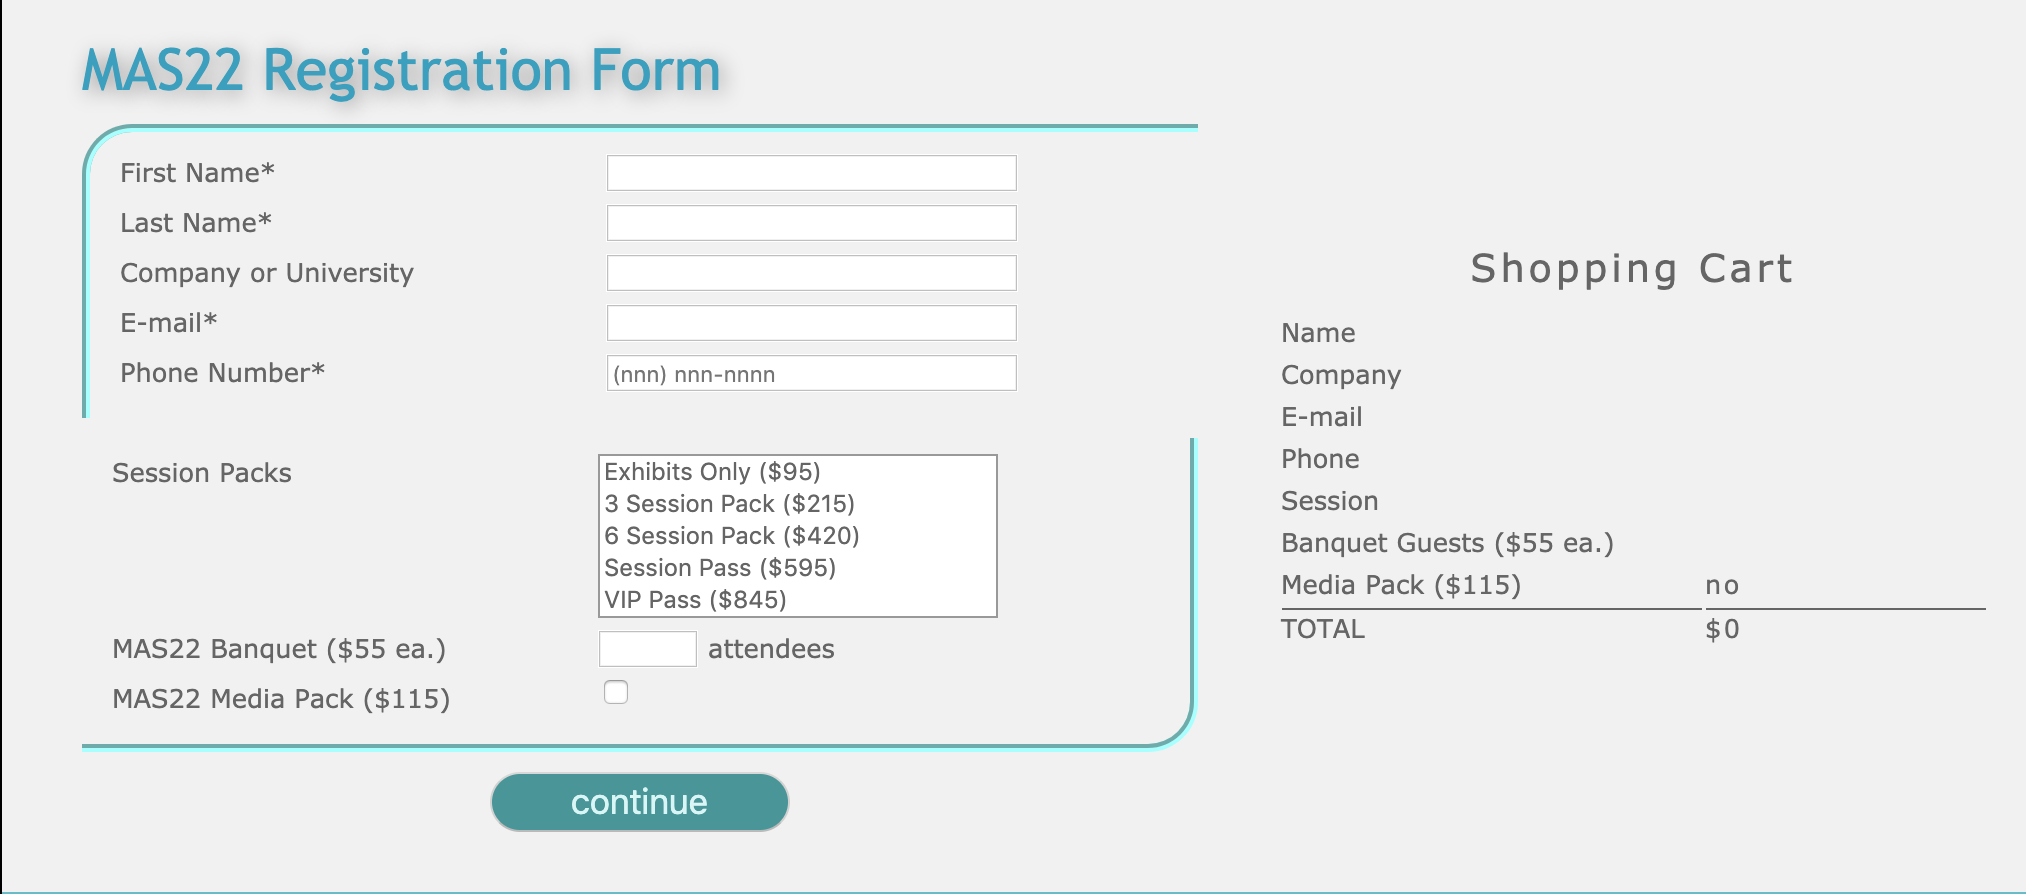 MAS22 Registration Form
First Name*
Last Name*
Company or University
E-mail*
Phone Number* (nnn) nnn-nnnn
Session Packs
Exhibits Only ($95)
3 Session Pack ($215)
6 Session Pack ($420)
Session Pass ($595)
VIP Pass ($845)
MAS22 Banquet ($55 ea.) attendees
MAS22 Media Pack ($115)
continue
Shopping Cart
Name
Company
E-mail
Phone
Session
Banquet Guests ($55 ea.)
Media Pack ($115) no
TOTAL $0